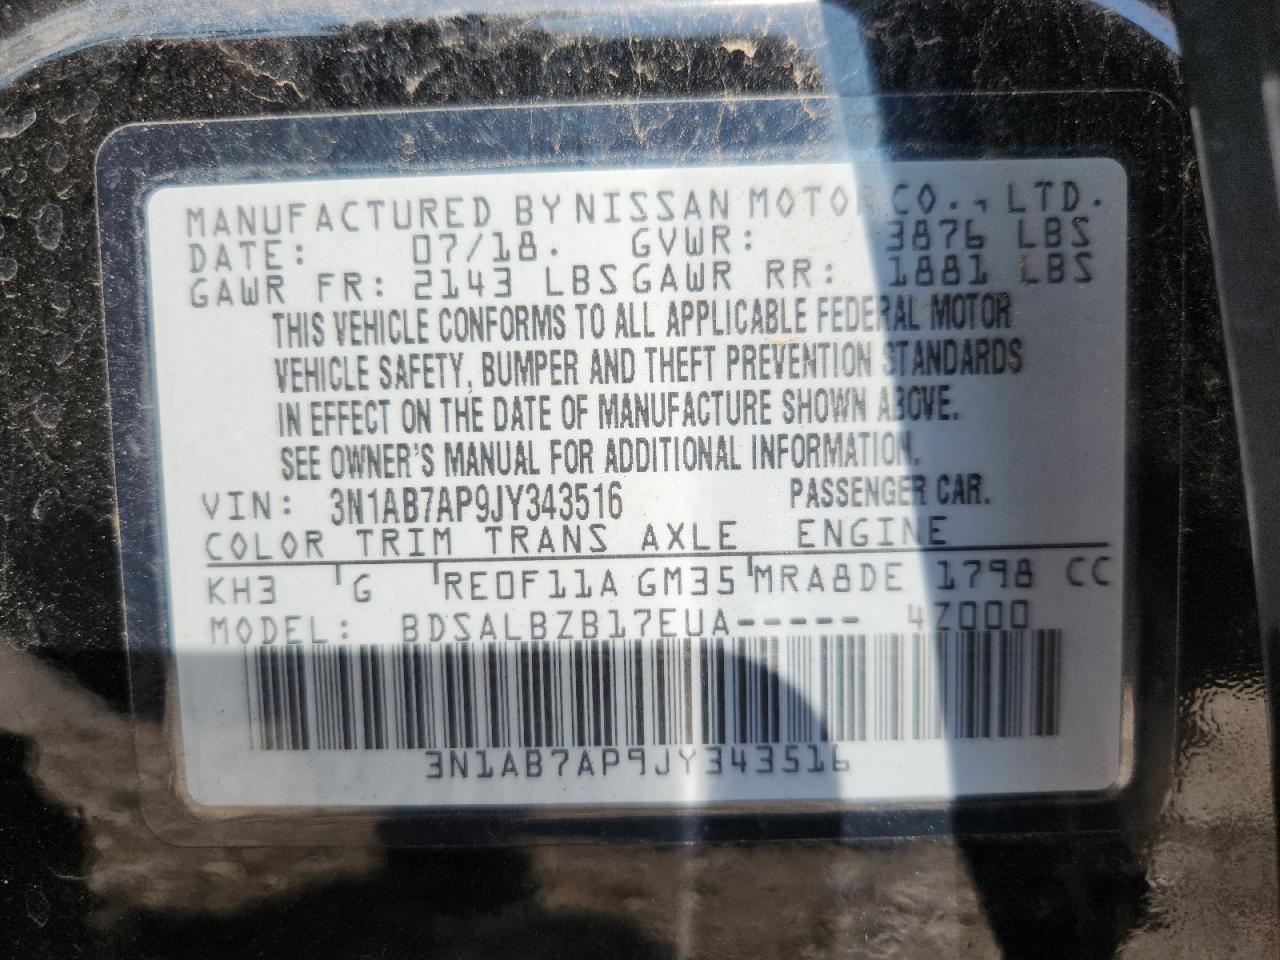 MANUFACTURED BY NISSAN MOTOR CO., LTD.
DATE: 07/18. GVWR: 3876 LBS
GAWR FR: 2143 LBS GAWR RR: 1881 LBS
THIS VEHICLE CONFORMS TO ALL APPLICABLE FEDERAL MOTOR
VEHICLE SAFETY, BUMPER AND THEFT PREVENTION STANDARDS
IN EFFECT ON THE DATE OF MANUFACTURE SHOWN ABOVE.
SEE OWNER'S MANUAL FOR ADDITIONAL INFORMATION.
VIN: 3N1AB7AP9JY343516 PASSENGER CAR.
COLOR TRIM TRANS AXLE ENGINE
KH3 G RE0F11A GM35 MRA8DE 1798 CC
MODEL: BDSALBZB17EUA----- 4Z000
3N1AB7AP9JY343516